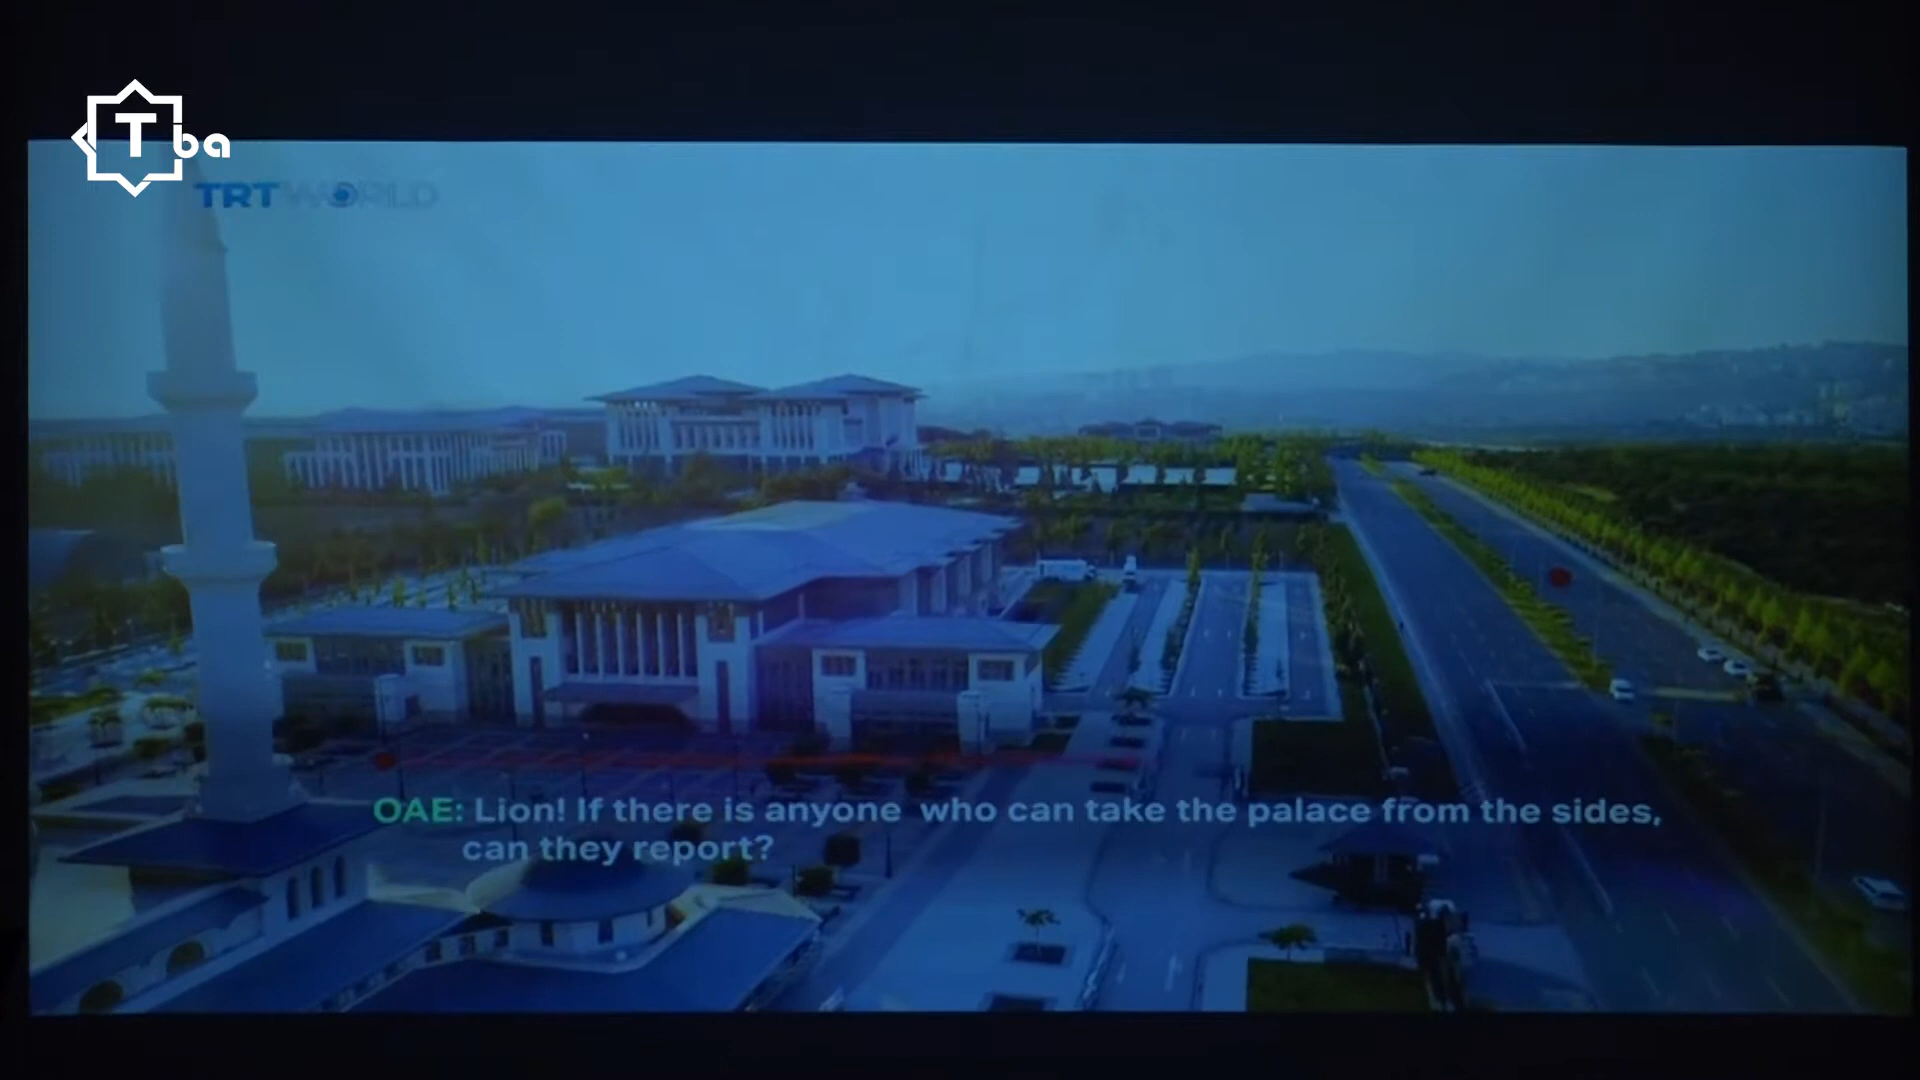 Tba
TRT WORLD
OAE: Lion! If there is anyone who can take the palace from the sides,
can they report?